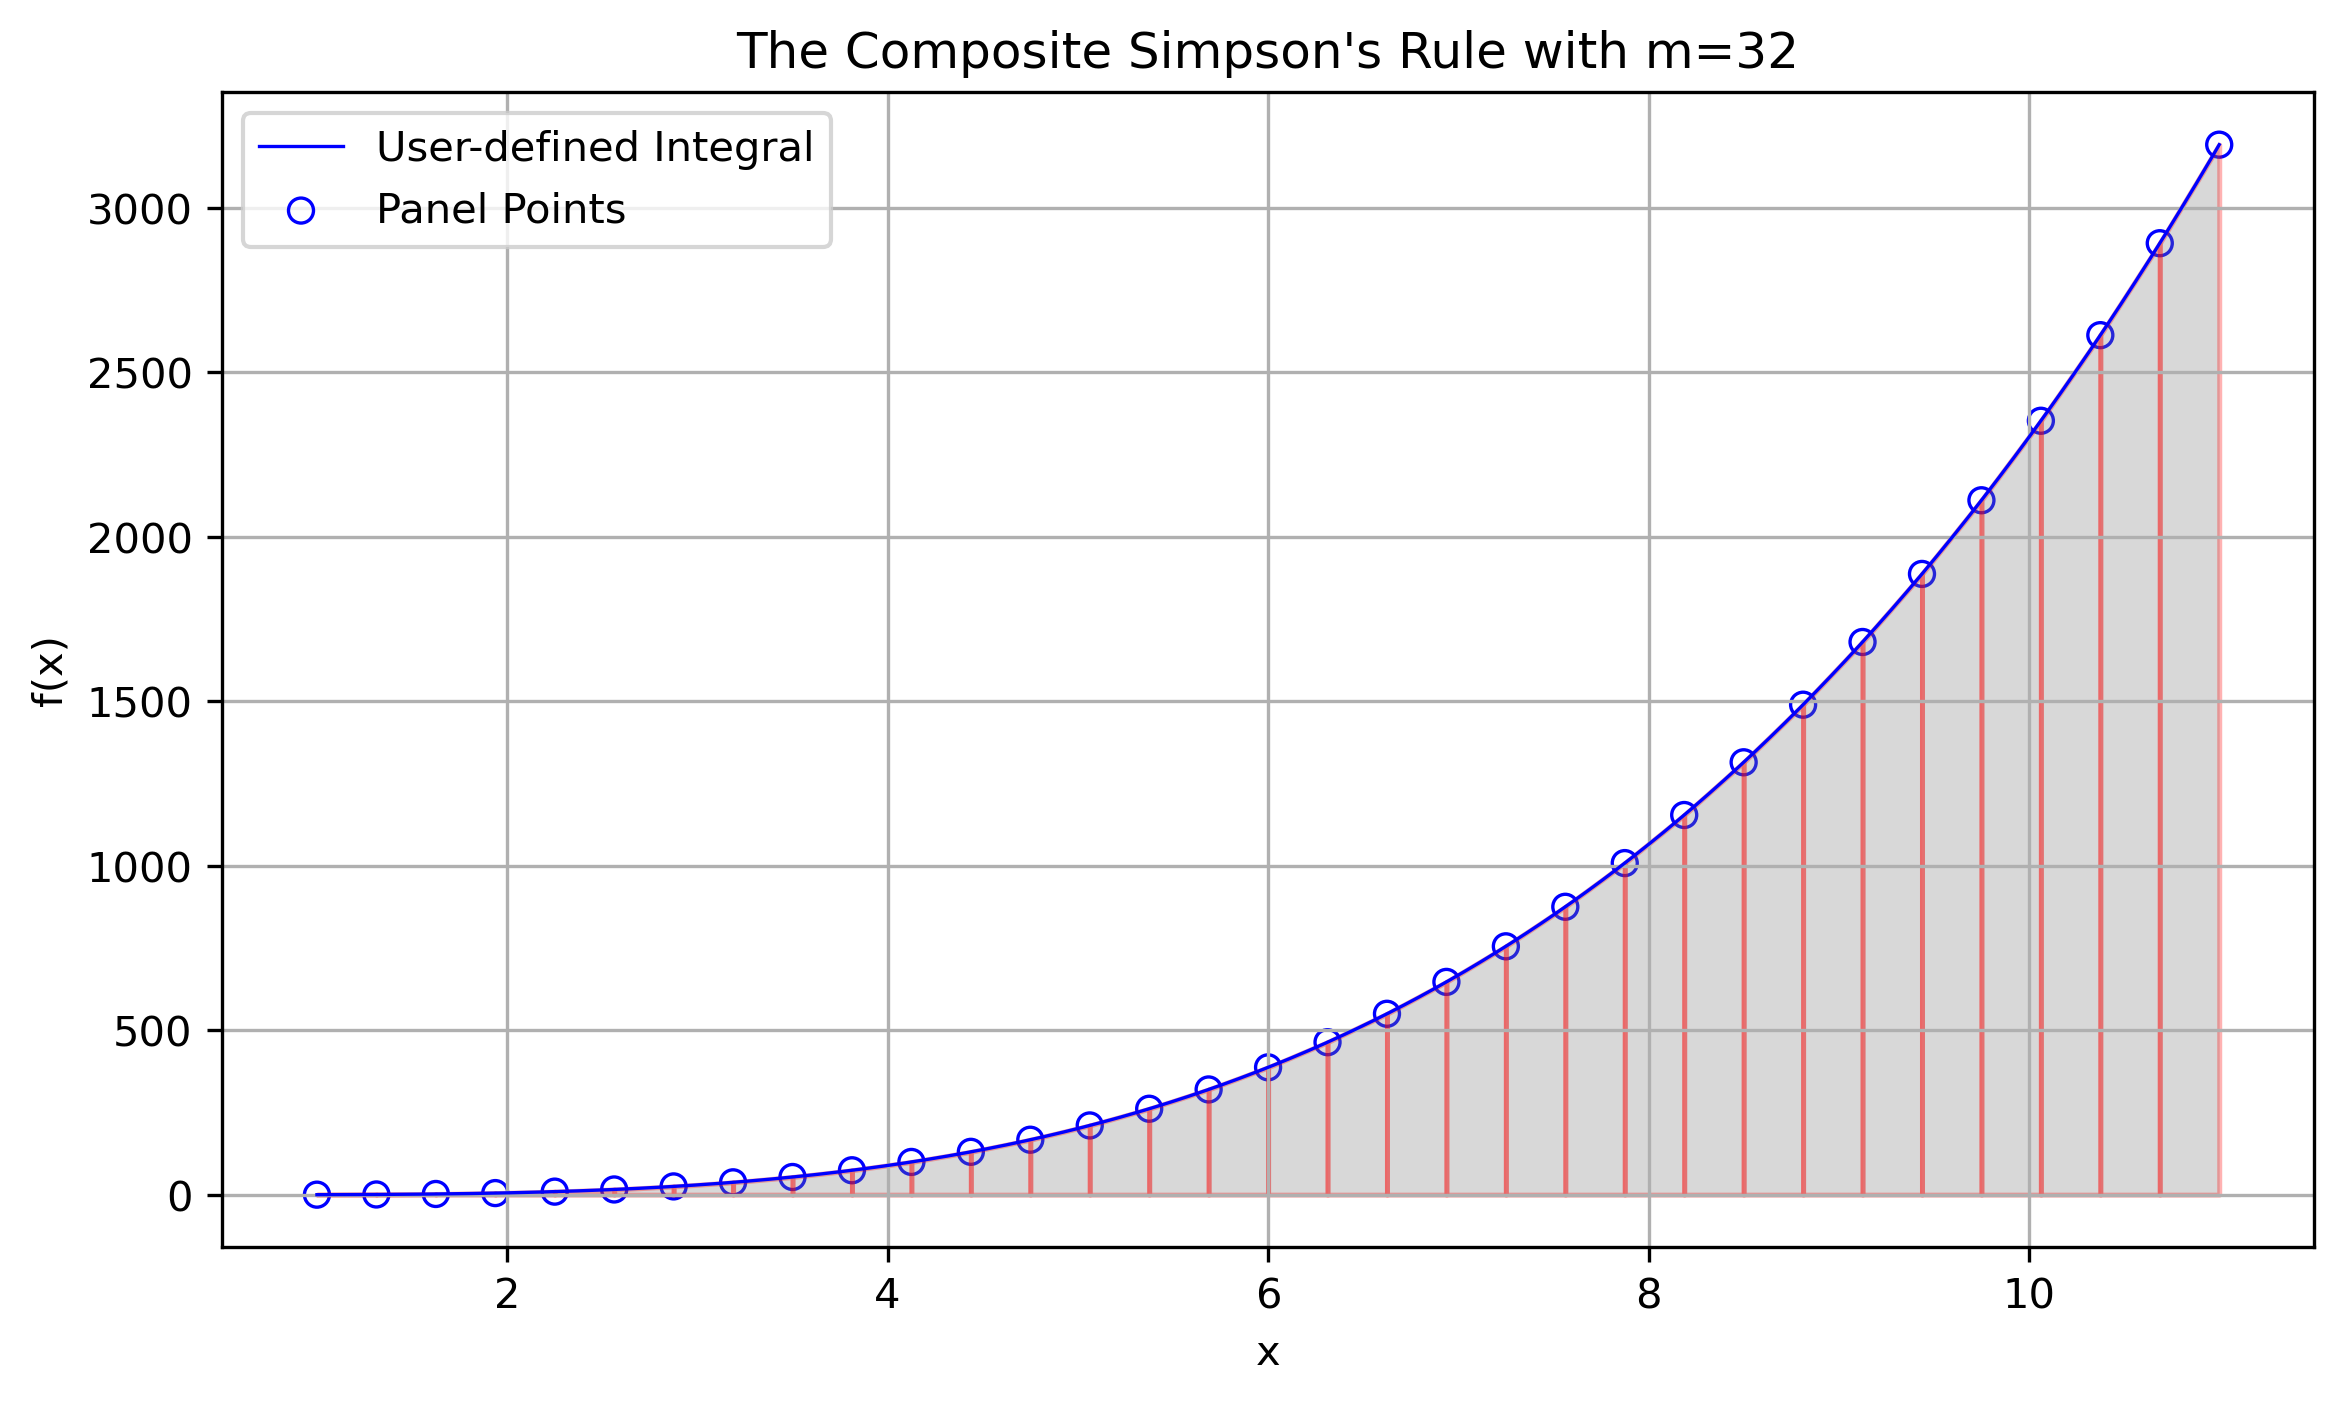 The Composite Simpson's Rule with m=32
User-defined Integral
Panel Points
3000
2500
2000
1500
1000
500
0
f(x)
2 4 6 8 10
x